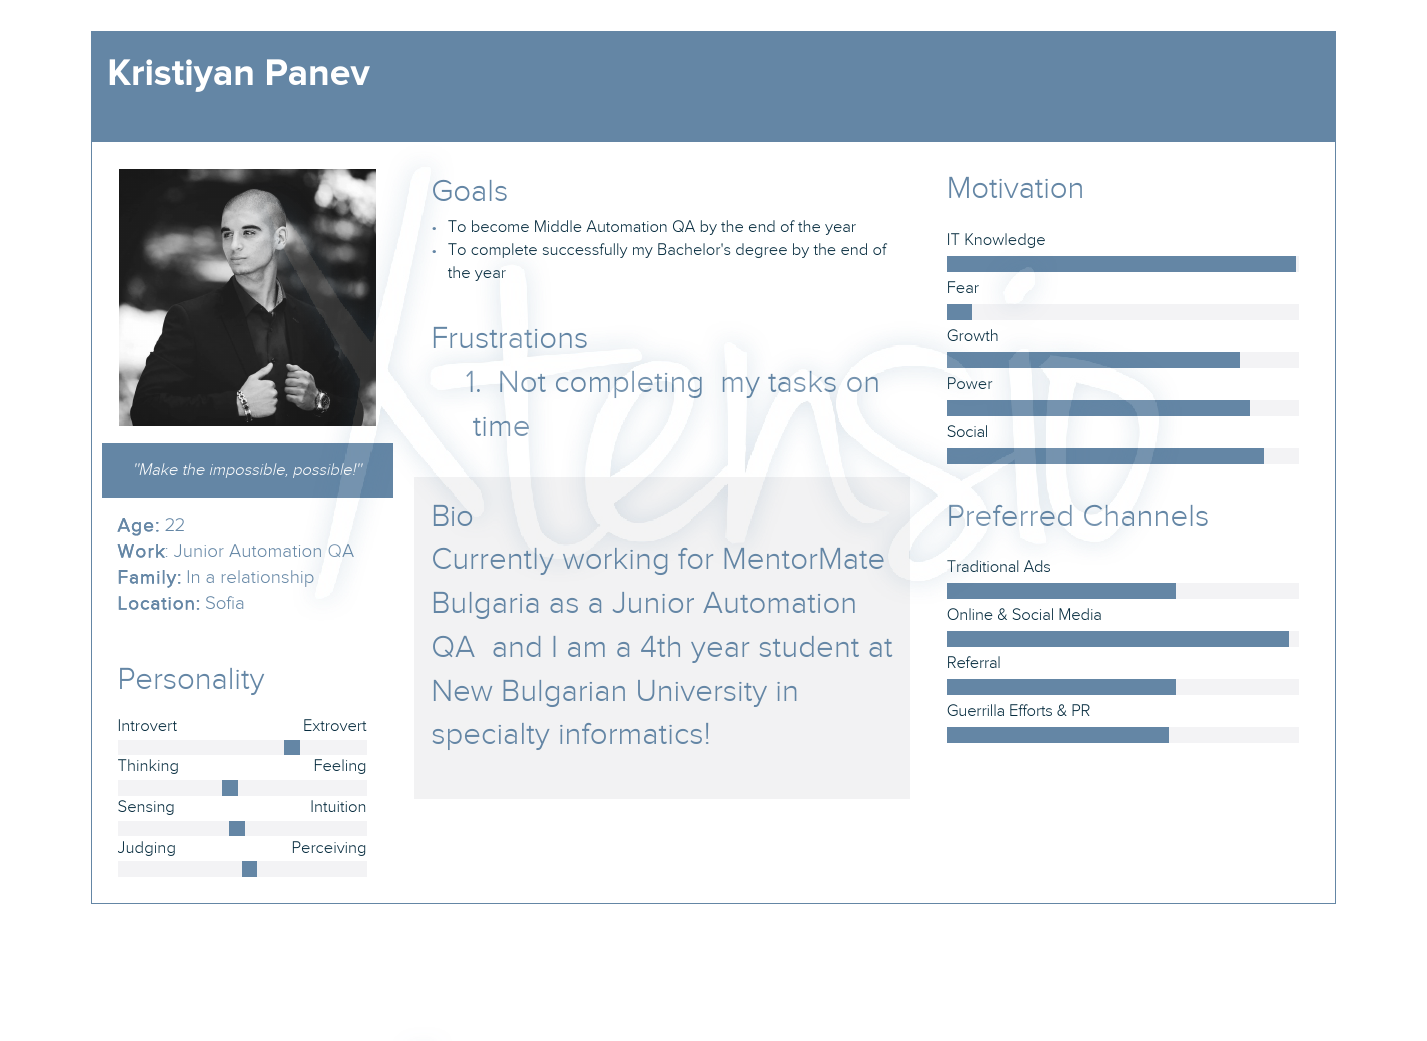 Kristiyan Panev
"Make the impossible, possible!"
Age: 22
Work: Junior Automation QA
Family: In a relationship
Location: Sofia
Personality
Introvert Extrovert
Thinking Feeling
Sensing Intuition
Judging Perceiving
Goals
• To become Middle Automation QA by the end of the year
• To complete successfully my Bachelor's degree by the end of
the year
Frustrations
1. Not completing  my tasks on
time
Bio
Currently working for MentorMate
Bulgaria as a Junior Automation
QA  and I am a 4th year student at
New Bulgarian University in
specialty informatics!
Motivation
IT Knowledge
Fear
Growth
Power
Social
Preferred Channels
Traditional Ads
Online & Social Media
Referral
Guerrilla Efforts & PR
Xtensio